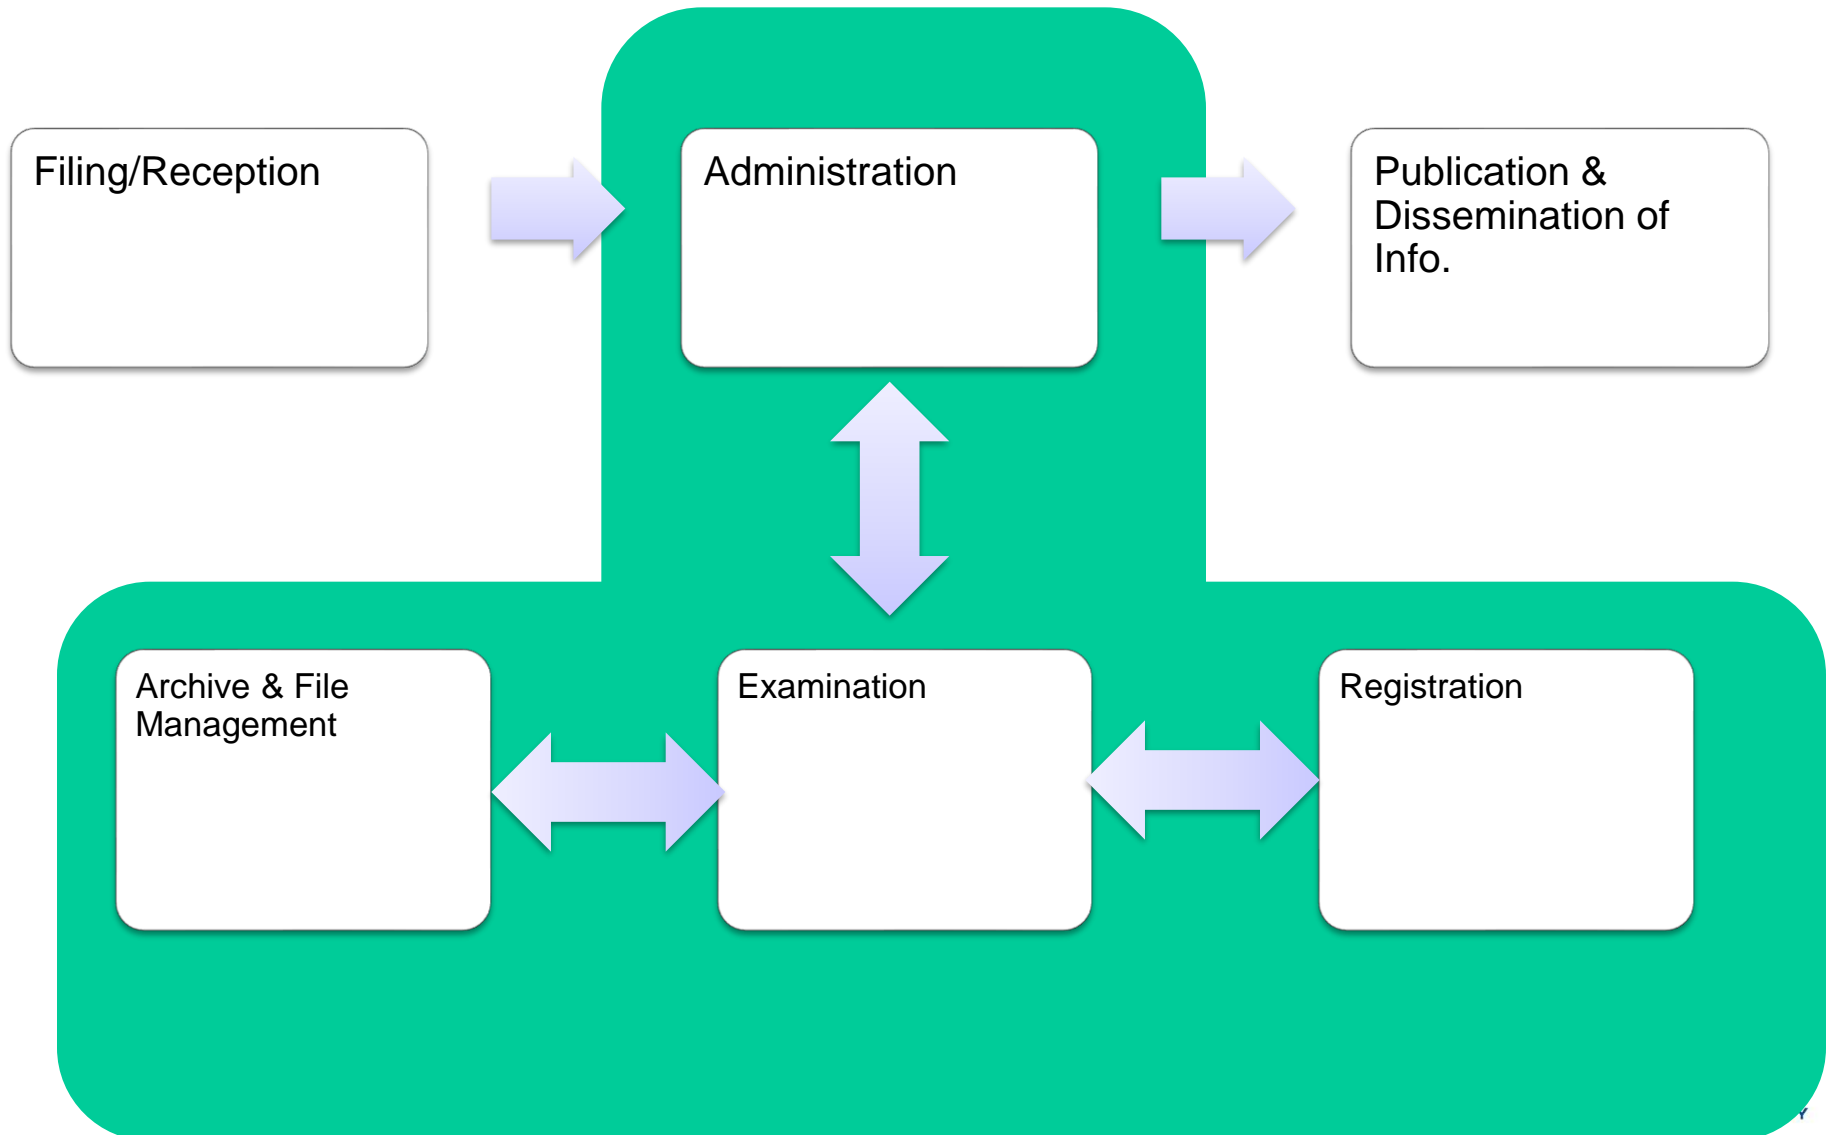 Filing/Reception
Administration
Publication &
Dissemination of
Info.
Archive & File
Management
Examination
Registration
Y